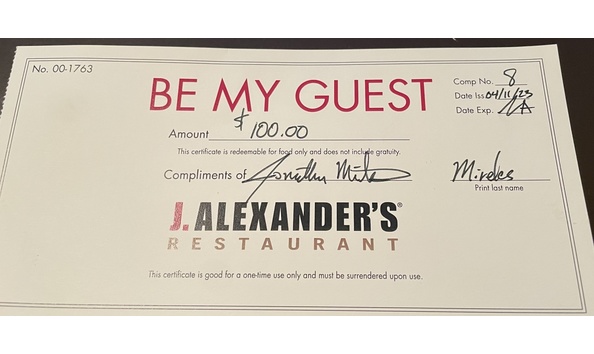 No. 00-1763
BE MY GUEST
Comp No. 8
Date Iss 04/11/23
Date Exp. N/A
Amount $100.00
This certificate is redeemable for food only and does not include gratuity.
Compliments of Jonathan
Mireles
Print last name
J. ALEXANDER'S®
RESTAURANT
This certificate is good for a one-time use only and must be surrendered upon use.